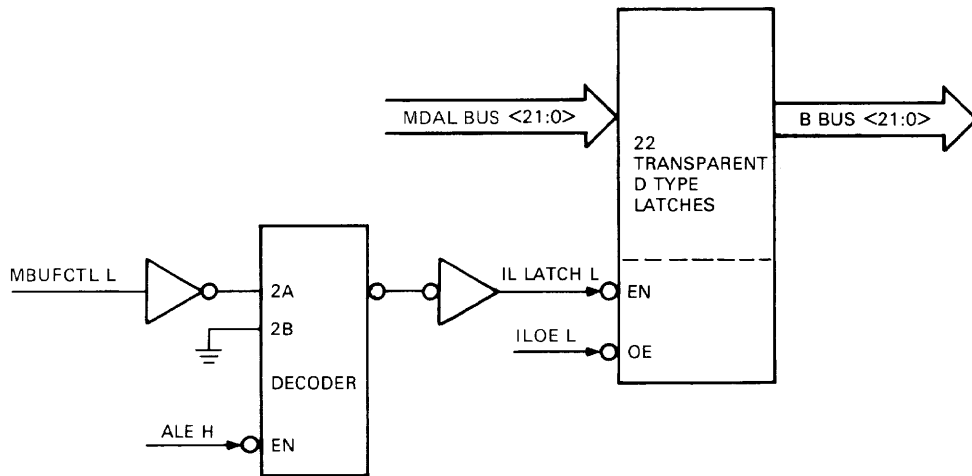 MDAL BUS <21:0>
B BUS <21:0>
22
TRANSPARENT
D TYPE
LATCHES
MBUFCTL L
2A
2B
DECODER
ALE H
EN
IL LATCH L
EN
ILOE L
OE